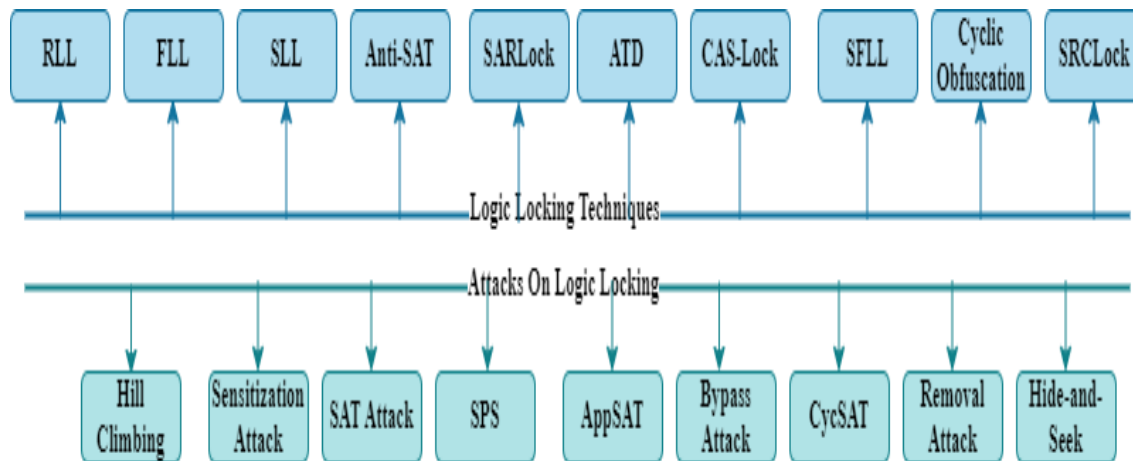 RLL
FLL
SLL
Anti-SAT
SARLock
ATD
CAS-Lock
SFLL
Cyclic
Obfuscation
SRCLock
Logic Locking Techniques
Attacks On Logic Locking
Hill
Climbing
Sensitization
Attack
SAT Attack
SPS
AppSAT
Bypass
Attack
CycSAT
Removal
Attack
Hide-and-
Seek